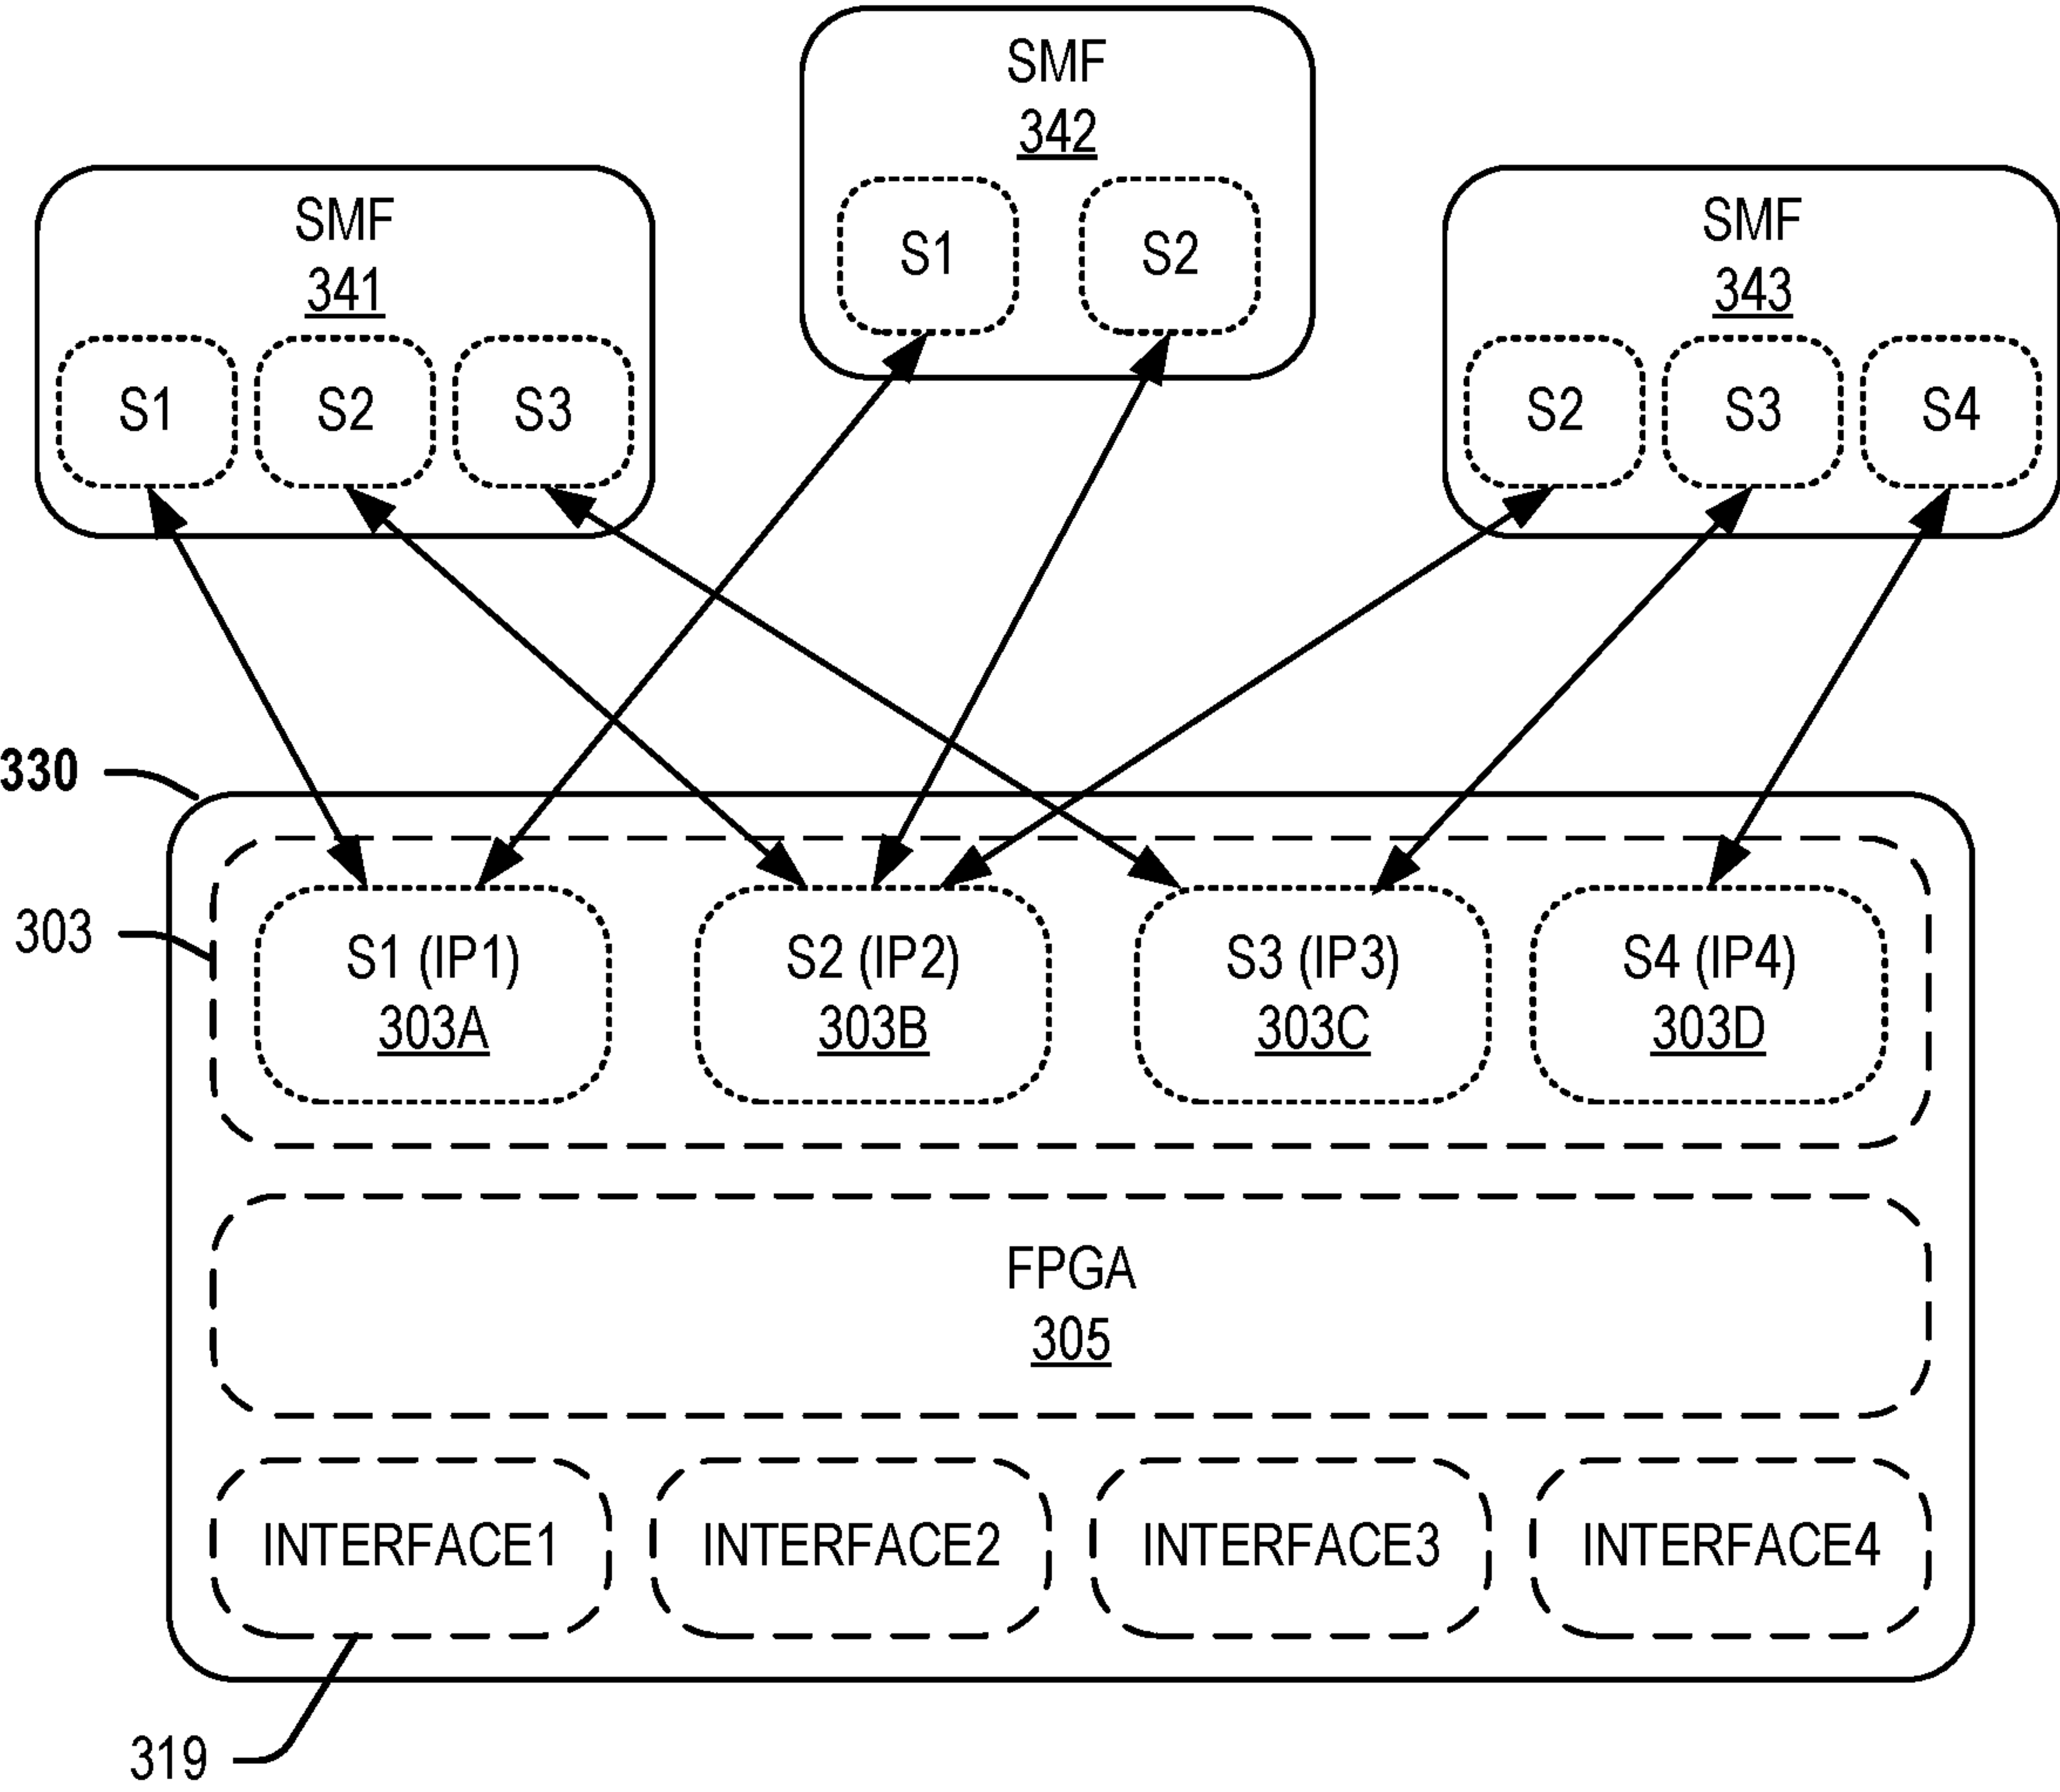 SMF
342
S1
S2
SMF
341
S1
S2
S3
SMF
343
S2
S3
S4
330
303
S1 (IP1)
303A
S2 (IP2)
303B
S3 (IP3)
303C
S4 (IP4)
303D
FPGA
305
INTERFACE1
INTERFACE2
INTERFACE3
INTERFACE4
319